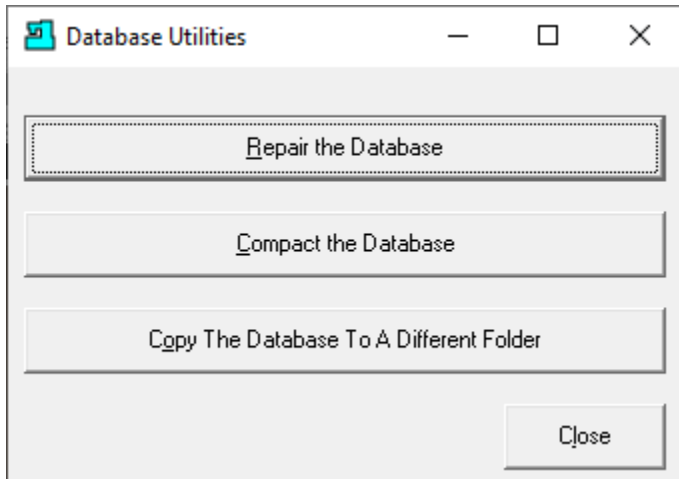 Database Utilities
Repair the Database
Compact the Database
Copy The Database To A Different Folder
Close